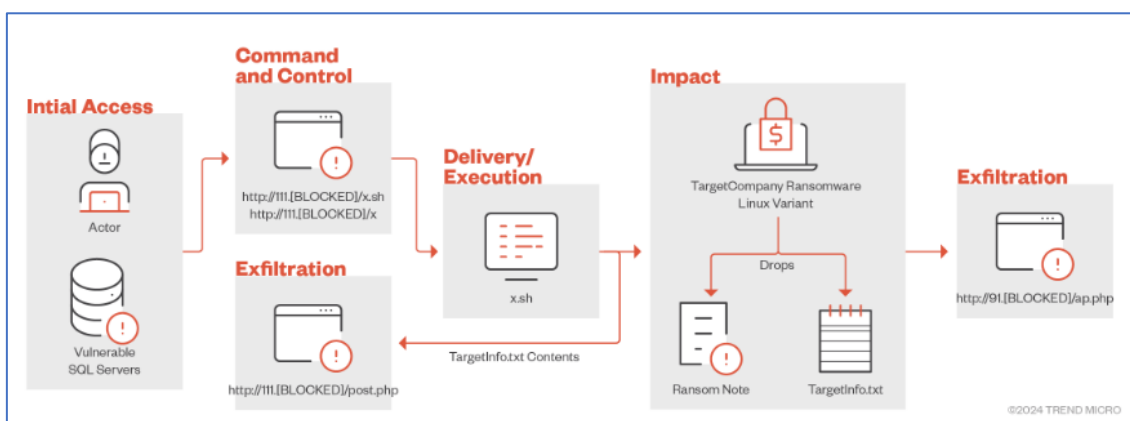 Intial Access
Actor
Vulnerable
SQL Servers
Command
and Control
http://111.[BLOCKED]/x.sh
http://111.[BLOCKED]/x
Exfiltration
http://111.[BLOCKED]/post.php
Delivery/
Execution
x.sh
TargetInfo.txt Contents
Impact
$
TargetCompany Ransomware
Linux Variant
Drops
Ransom Note
TargetInfo.txt
Exfiltration
http://91.[BLOCKED]/ap.php
©2024 TREND MICRO